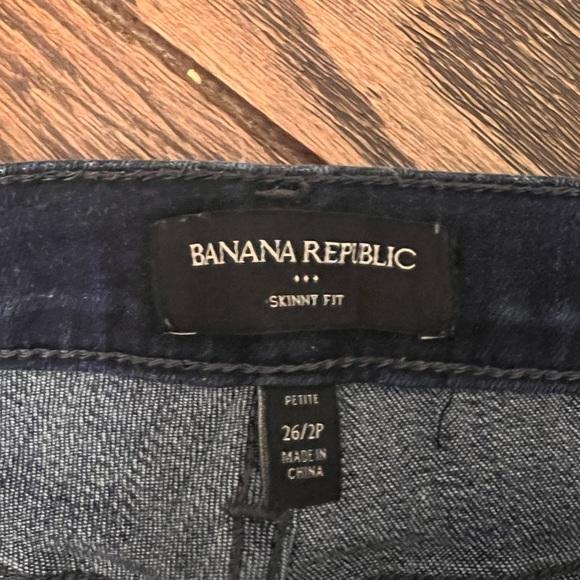 BANANA REPUBLIC
SKINNY FIT
PETITE
26/2P
MADE IN
CHINA